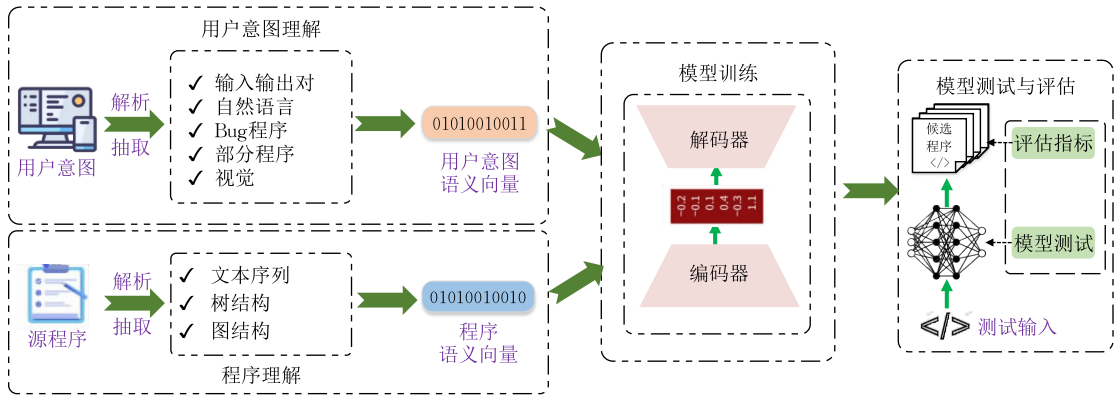 用户意图理解
用户意图
解析
抽取
✓ 输入输出对
✓ 自然语言
✓ Bug程序
✓ 部分程序
✓ 视觉
01010010011
用户意图
语义向量
源程序
解析
抽取
✓ 文本序列
✓ 树结构
✓ 图结构
01010010010
程序
语义向量
程序理解
模型训练
解码器
-0.2
-0.1
0.1
0.4
-0.3
1.1
编码器
模型测试与评估
候选
程序
</>
评估指标
模型测试
</>
测试输入